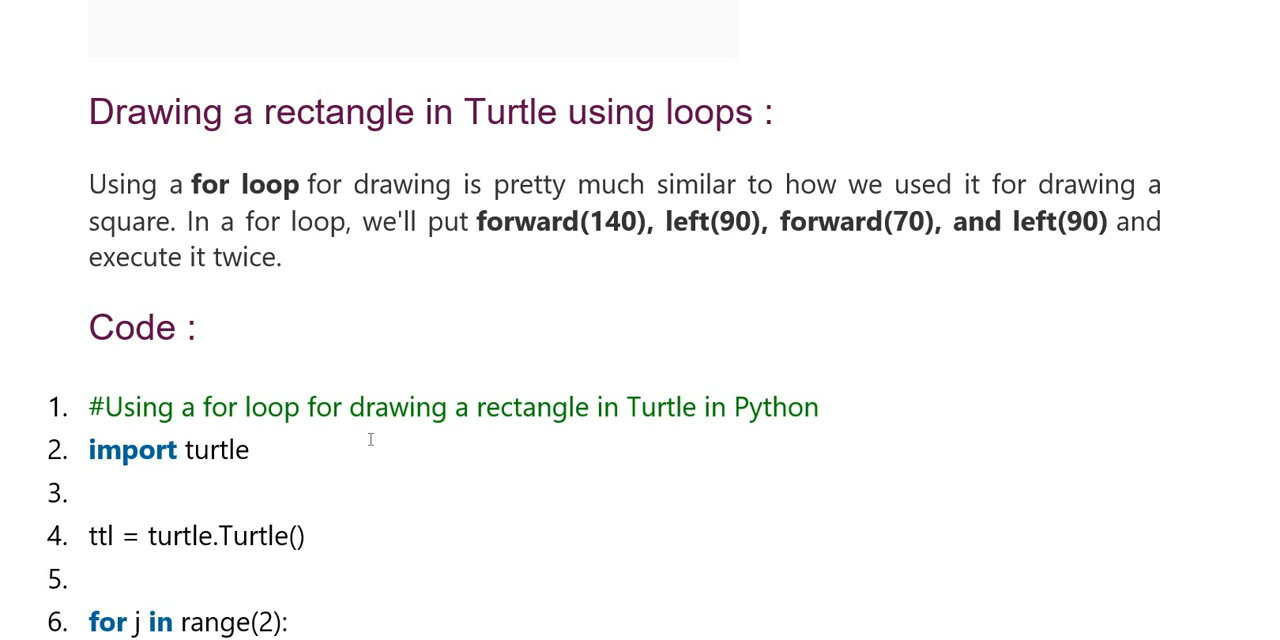 Drawing a rectangle in Turtle using loops :
Using a for loop for drawing is pretty much similar to how we used it for drawing a
square. In a for loop, we'll put forward(140), left(90), forward(70), and left(90) and
execute it twice.
Code :
1. #Using a for loop for drawing a rectangle in Turtle in Python
2. import turtle
3.
4. ttl = turtle.Turtle()
5.
6. for j in range(2):